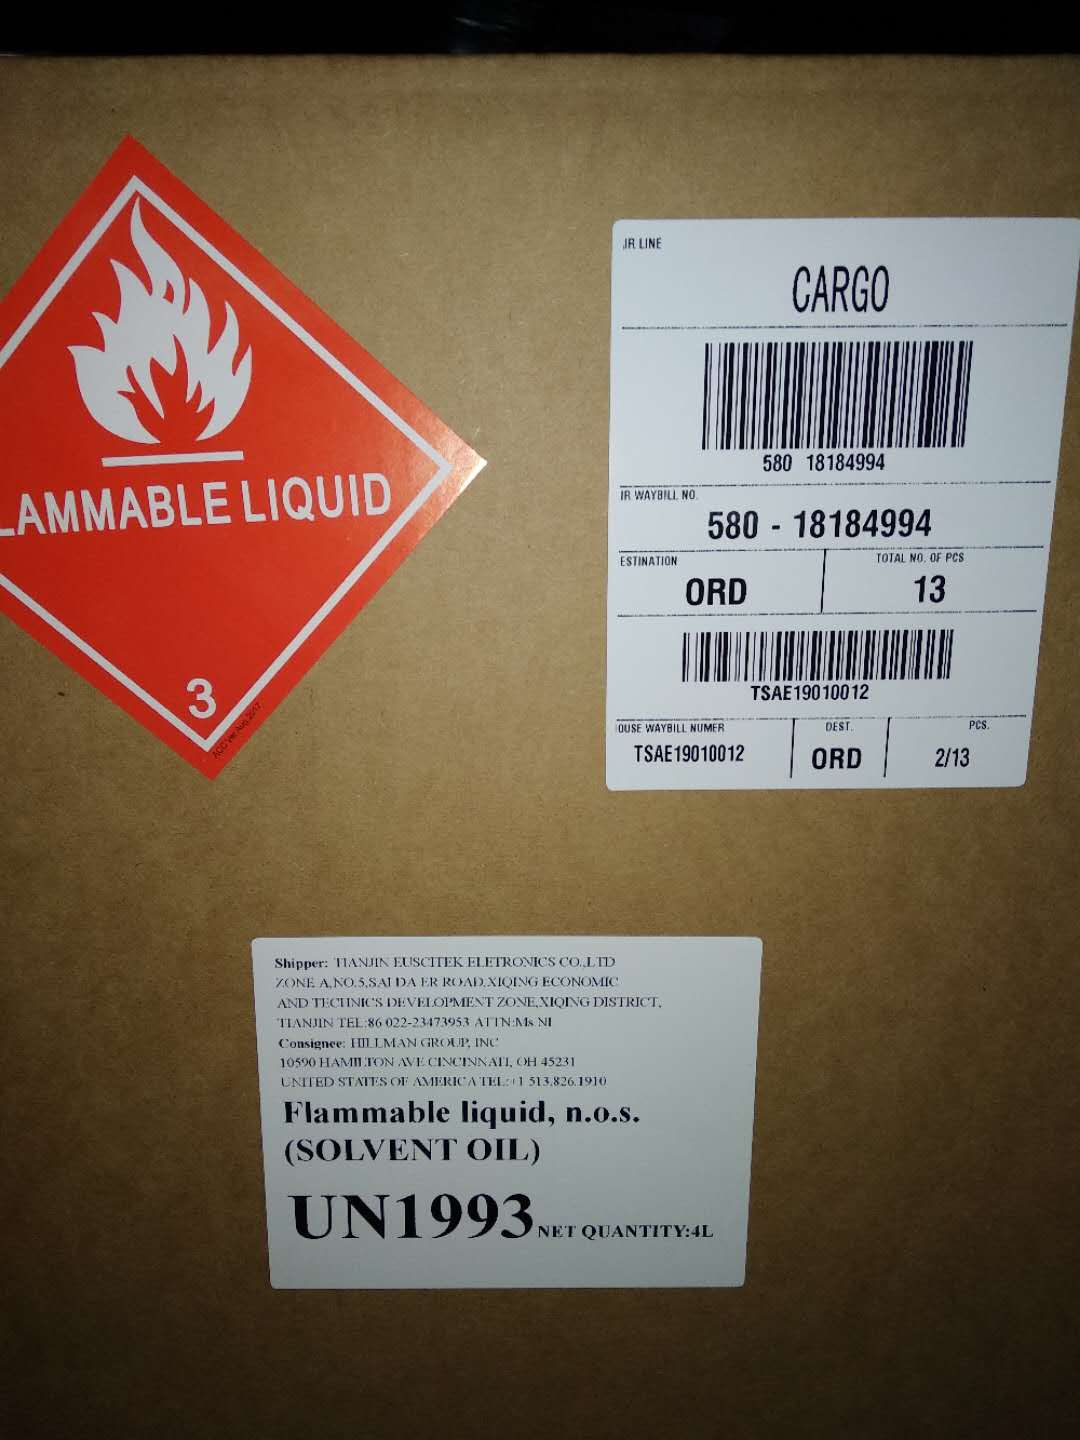 LAMMABLE LIQUID
3
JR LINE
CARGO
580 18184994
IR WAYBILL NO.
580 - 18184994
ESTINATION
TOTAL NO. OF PCS
ORD
13
TSAE19010012
OUSE WAYBILL NUMER
DEST.
PCS.
TSAE19010012
ORD
2/13
Shipper: TIANJIN EUSCITEK ELETRONICS CO.,LTD
ZONE A,NO.5,SAI DA ER ROAD,XIQING ECONOMIC
AND TECHNICS DEVELOPMENT ZONE,XIQING DISTRICT,
TIANJIN TEL:86 022-23473953 ATTN:Ms NI
Consignee: HILLMAN GROUP, INC
10590 HAMILTON AVE CINCINNATI, OH 45231
UNITED STATES OF AMERICA TEL:+1 513.826.1910
Flammable liquid, n.o.s.
(SOLVENT OIL)
UN1993 NET QUANTITY:4L